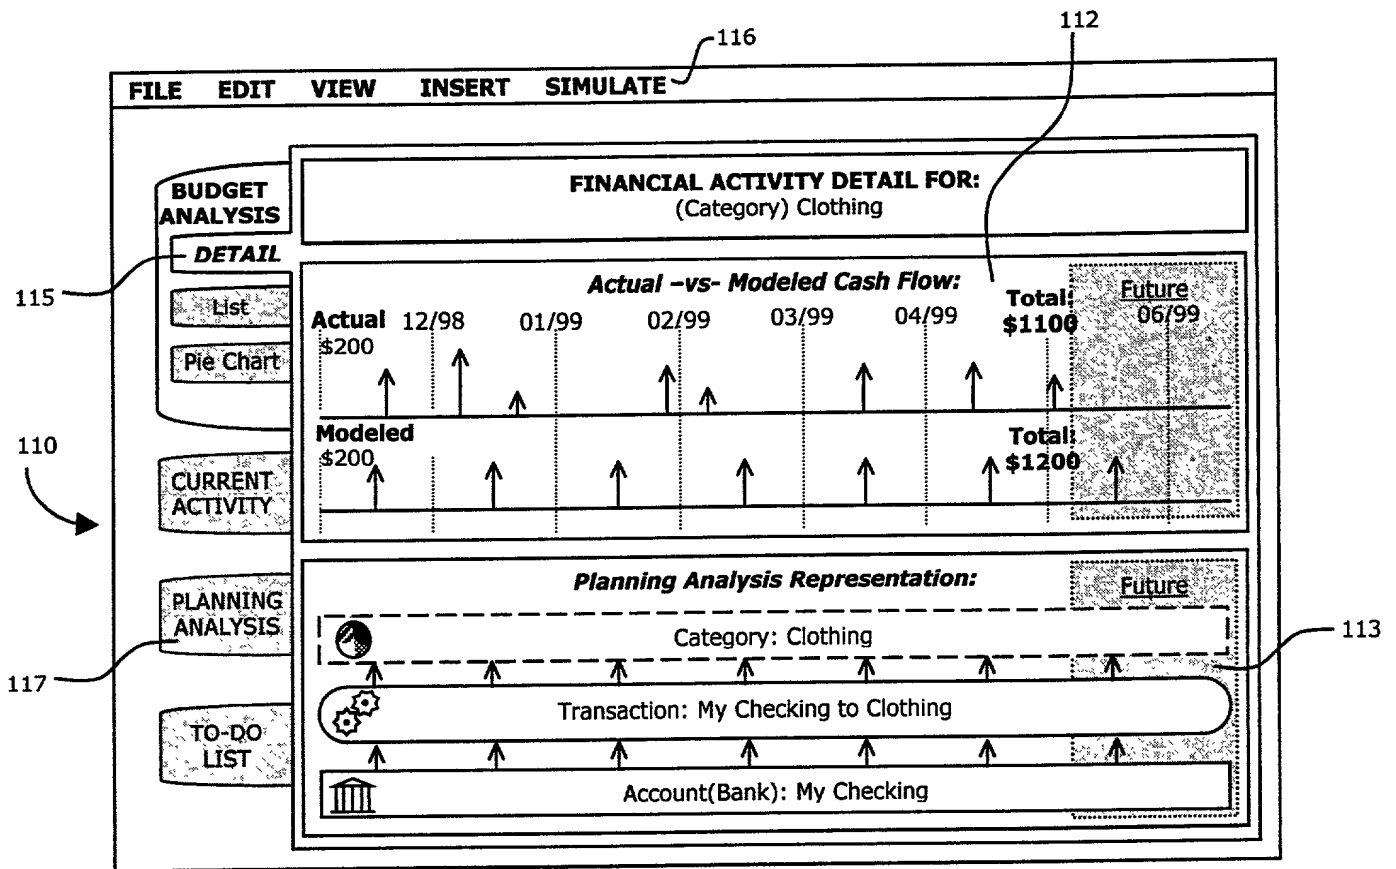 112
116
FILE EDIT VIEW INSERT SIMULATE
BUDGET
ANALYSIS
DETAIL
List
Pie Chart
115
110
CURRENT
ACTIVITY
PLANNING
ANALYSIS
117
TO-DO
LIST
FINANCIAL ACTIVITY DETAIL FOR:
(Category) Clothing
Actual –vs- Modeled Cash Flow:
Actual 12/98 01/99 02/99 03/99 04/99 Total: Future
$200 $1100 06/99
Modeled Total:
$200 $1200
Planning Analysis Representation:
Future
Category: Clothing
113
Transaction: My Checking to Clothing
Account(Bank): My Checking